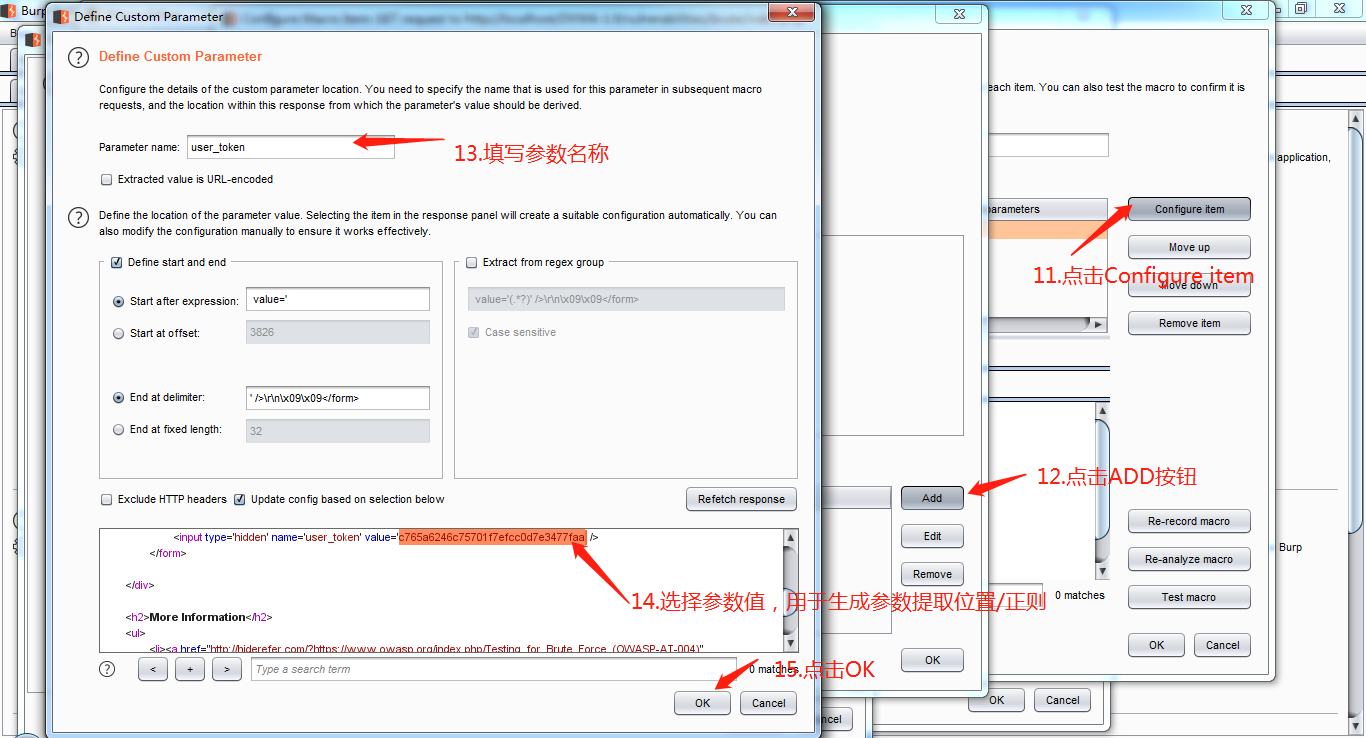 Burp
Define Custom Parameter
Define Custom Parameter
Configure the details of the custom parameter location. You need to specify the name that is used for this parameter in subsequent macro
requests, and the location within this response from which the parameter's value should be derived.
each item. You can also test the macro to confirm it is
Parameter name:
user_token
13.填写参数名称
application,
Extracted value is URL-encoded
Define the location of the parameter value. Selecting the item in the response panel will create a suitable configuration automatically. You can
also modify the configuration manually to ensure it works effectively.
parameters
Configure item
Move up
11.点击Configure item
Move down
Remove item
Define start and end
Start after expression:
value='
Start at offset:
3826
End at delimiter:
' />\r\n\x09\x09</form>
End at fixed length:
32
Extract from regex group
value='(.*?)' />\r\n\x09\x09</form>
Case sensitive
12.点击ADD按钮
Exclude HTTP headers
Update config based on selection below
Refetch response
Add
Edit
Remove
Re-record macro
Re-analyze macro
Test macro
Burp
<input type='hidden' name='user_token' value='c765a6246c75701f7efcc0d7e3477faa' />
</form>
</div>
<h2>More Information</h2>
<ul>
<li><a href="http://hiderefer.com/?https://www.owasp.org/index.php/Testing_for_Brute_Force_(OWASP-AT-004)"
14.选择参数值，用于生成参数提取位置/正则
0 matches
<
+
>
Type a search term
0 matches
15.点击OK
OK
Cancel
OK
OK
Cancel
OK
Cancel
ncel